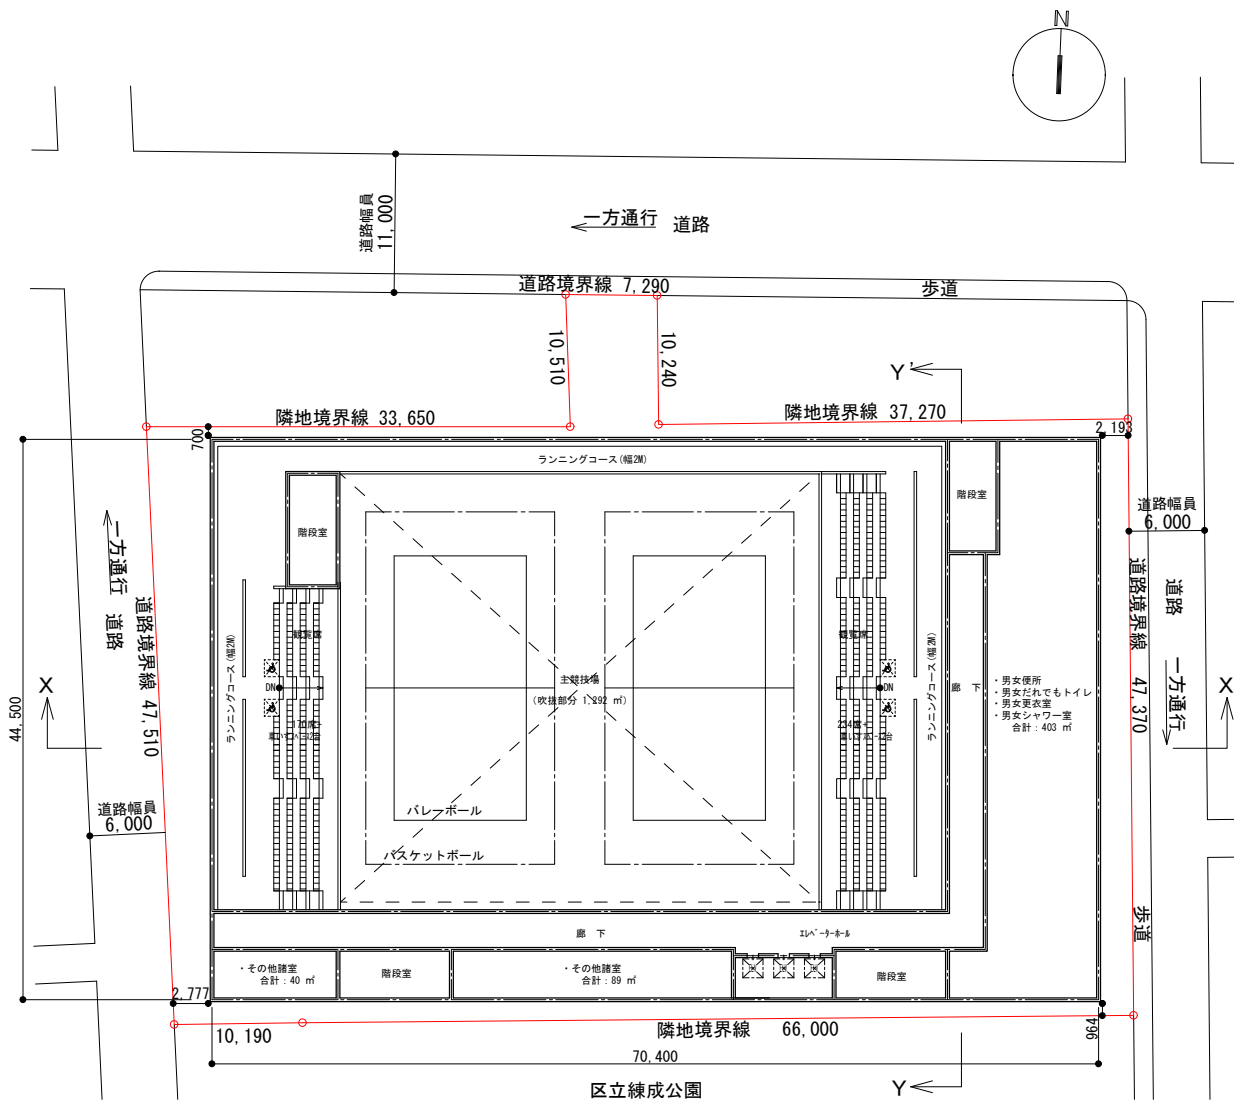 N
道路幅員
11,000
一方通行 道路
道路境界線 7,290
歩道
10,510
10,240
Y'
隣地境界線 33,650
隣地境界線 37,270
700
2,193
ランニングコース(幅2M)
階段室
階段室
道路幅員
6,000
一方通行
道路
道路境界線 47,510
ランニングコース(幅2M)
観覧席
観覧席
ランニングコース(幅2M)
道路境界線 47,370
道路
一方通行
主競技場
(吹抜部分 1,292 ㎡)
廊 下
・男女便所
・男女だれでもトイレ
・男女更衣室
・男女シャワー室
合計:403 ㎡
X
X
DN
DN
170席+
234席+
44,500
道路幅員
6,000
バレーボール
バスケットボール
歩道
廊 下
エレベーターホール
・その他諸室
合計:40 ㎡
階段室
・その他諸室
合計:89 ㎡
階段室
2,777
10,190
隣地境界線 66,000
964
70,400
区立練成公園
Y